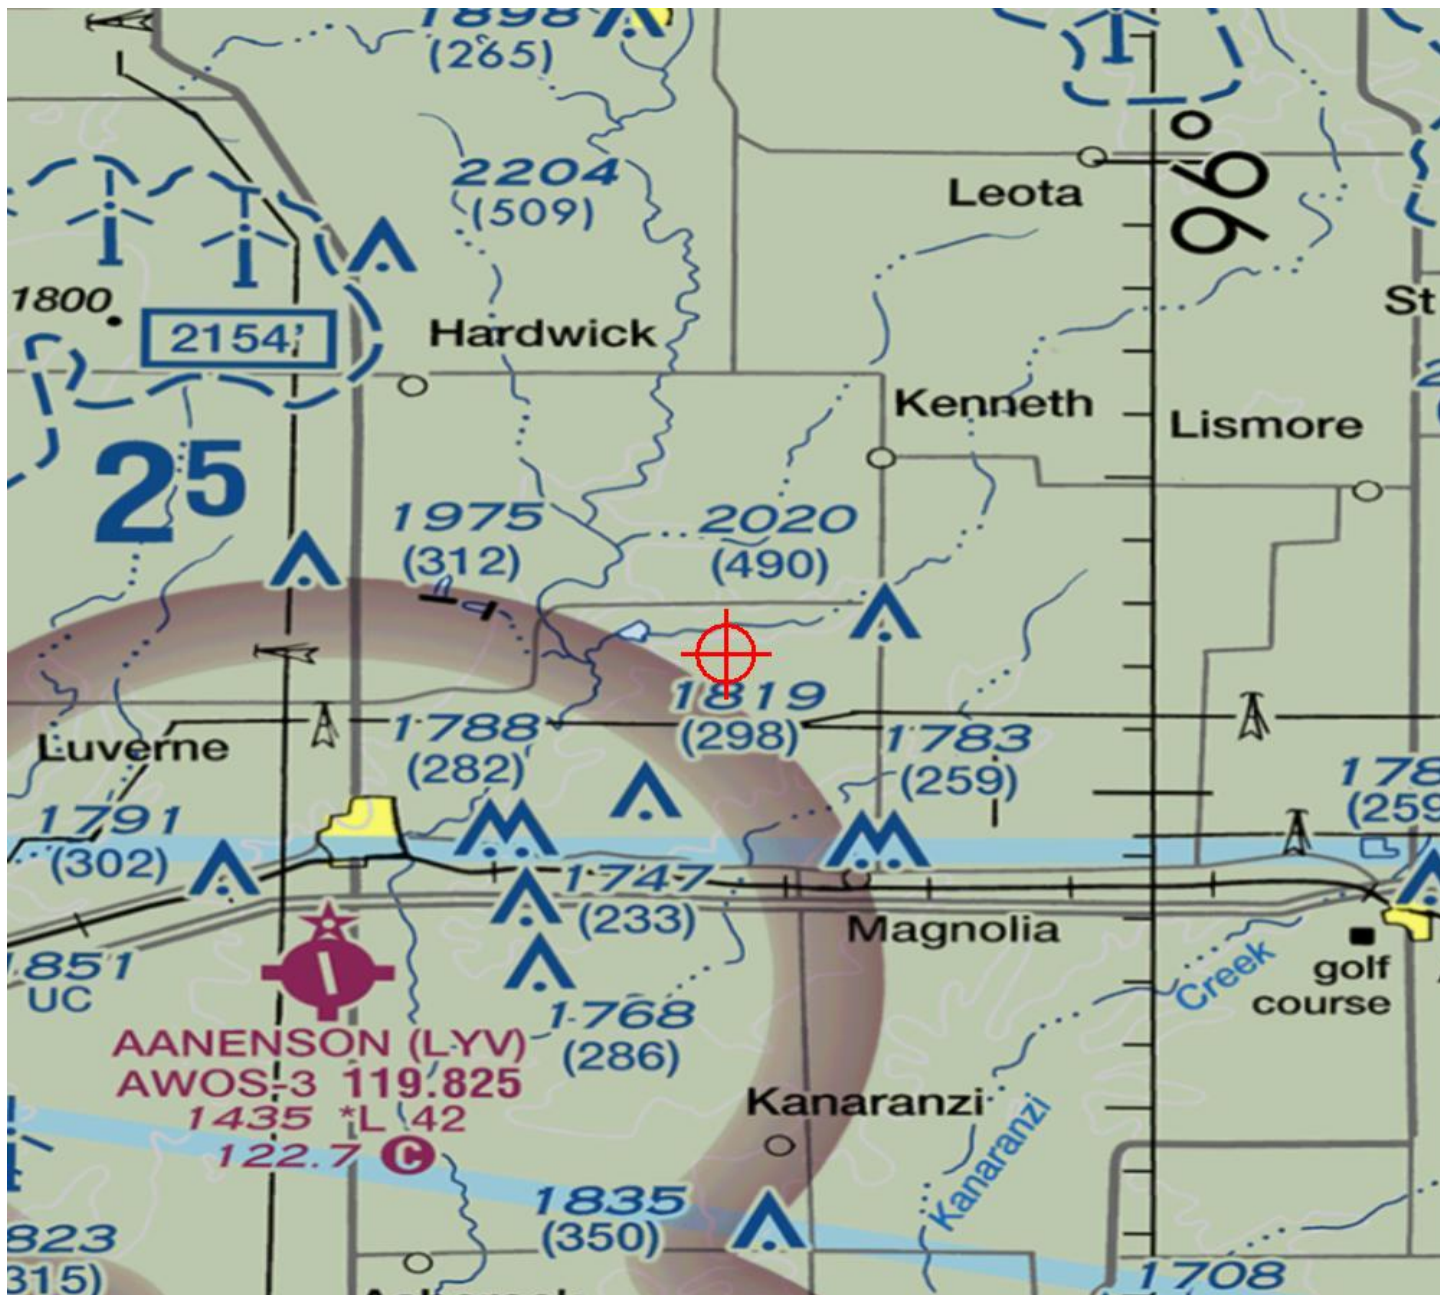 1898
(265)
96°
2204
(509)
Leota
1800
2154'
Hardwick
St
Kenneth
Lismore
25
1975
(312)
2020
(490)
1819
(298)
1788
(282)
Luverne
1783
(259)
178
(259
1791
(302)
1747
(233)
Magnolia
851
UC
golf
course
Creek
1768
(286)
AANENSON (LYV)
AWOS-3 119.825
1435 *L 42
122.7 C
Kanaranzi
Kanaranzi
1835
(350)
823
315)
1708